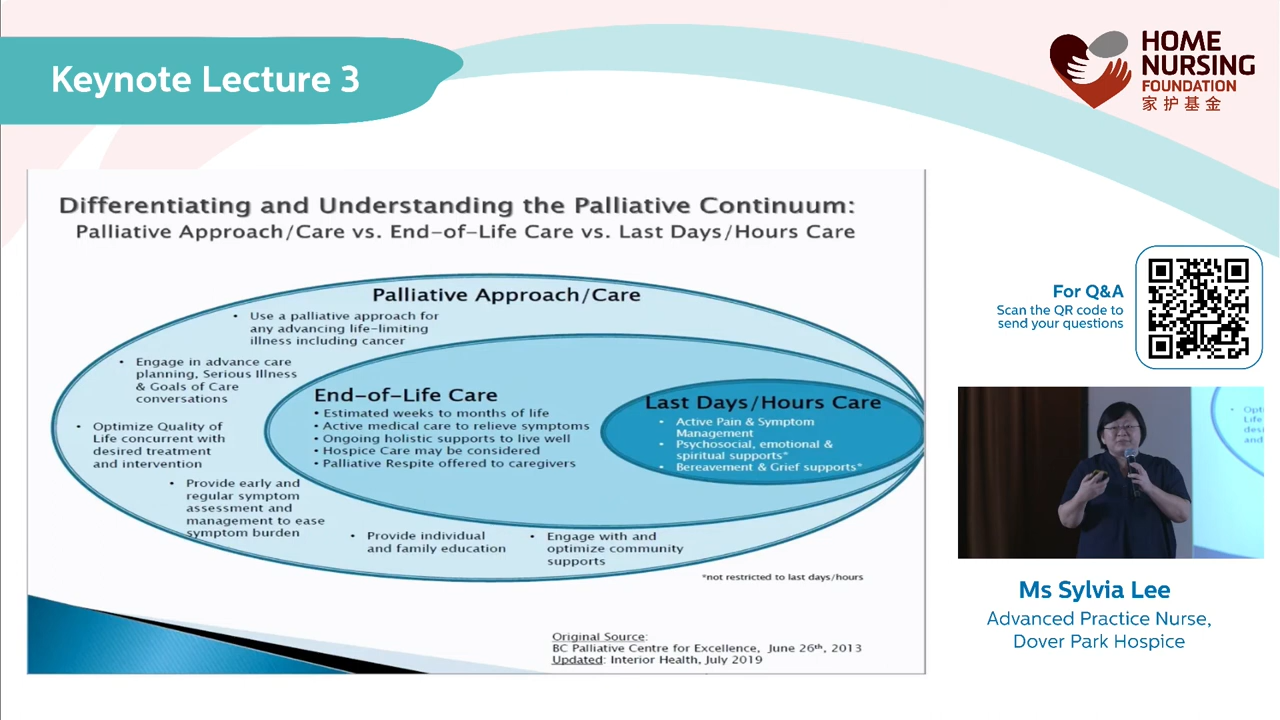 Keynote Lecture 3
HOME
NURSING
FOUNDATION
家护基金
Differentiating and Understanding the Palliative Continuum:
Palliative Approach/Care vs. End-of-Life Care vs. Last Days/Hours Care
Palliative Approach/Care
• Use a palliative approach for
any advancing life-limiting
illness including cancer
• Engage in advance care
planning, Serious Illness
& Goals of Care
conversations
• Optimize Quality of
Life concurrent with
desired treatment
and intervention
• Provide early and
regular symptom
assessment and
management to ease
symptom burden
• Provide individual
and family education
• Engage with and
optimize community
supports
End-of-Life Care
• Estimated weeks to months of life
• Active medical care to relieve symptoms
• Ongoing holistic supports to live well
• Hospice Care may be considered
• Palliative Respite offered to caregivers
Last Days/Hours Care
• Active Pain & Symptom
Management
• Psychosocial, emotional &
spiritual supports*
• Bereavement & Grief supports*
*not restricted to last days/hours
Original Source:
BC Palliative Centre for Excellence, June 26th, 2013
Updated: Interior Health, July 2019
For Q&A
Scan the QR code to
send your questions
Ms Sylvia Lee
Advanced Practice Nurse,
Dover Park Hospice